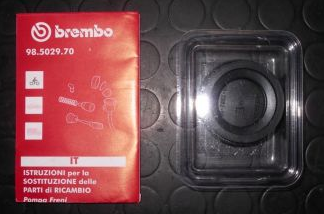 brembo
98.5029.70
IT
ISTRUZIONI per la
SOSTITUZIONE delle
PARTI di RICAMBIO
Pompa Freni